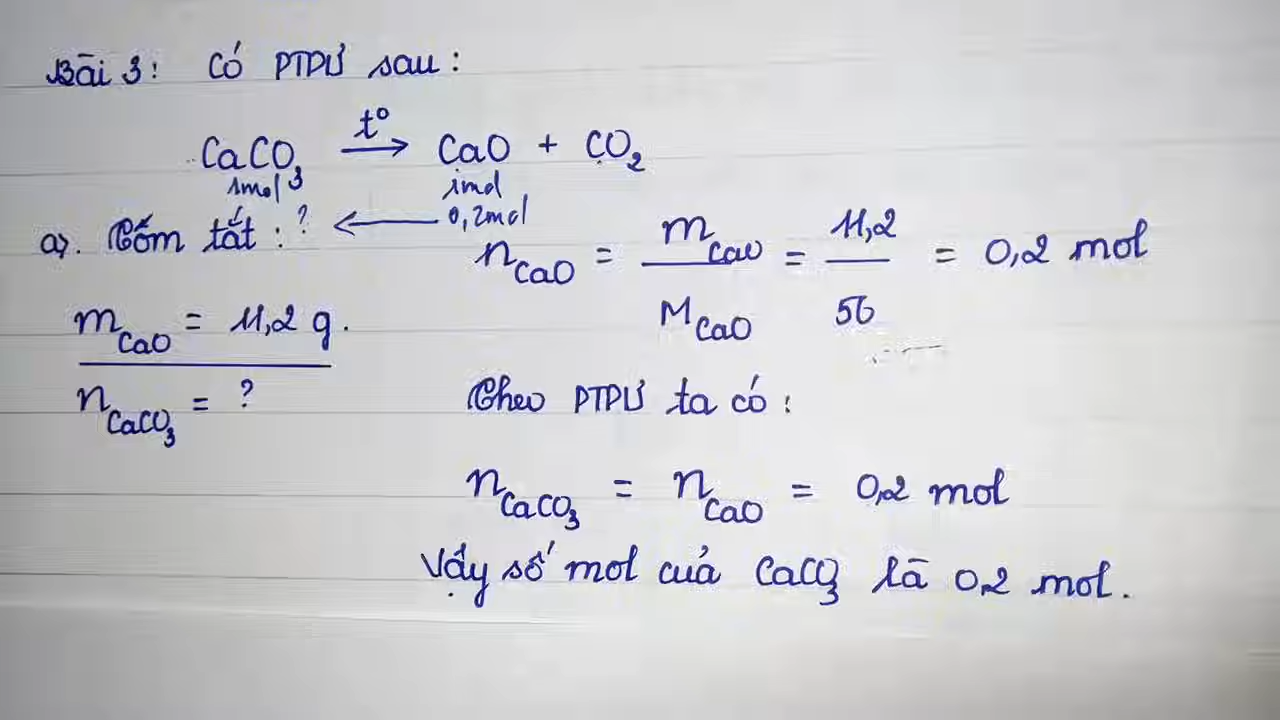 Bài 3: Có PTPƯ sau:
CaCO₃ —t°→ CaO + CO₂
1mol 1mol
a). Tóm tắt: ? ← 0,2mol
m_CaO = 11,2 g.
n_CaCO₃ = ?
n_CaO = m_CaO / M_CaO = 11,2 / 56 = 0,2 mol
Theo PTPƯ ta có:
n_CaCO₃ = n_CaO = 0,2 mol
Vậy số mol của CaCO₃ là 0,2 mol.